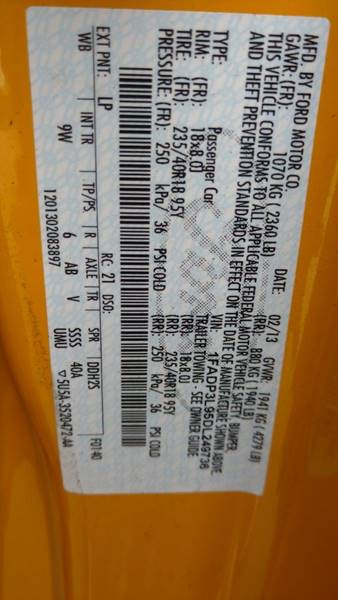 MFD. BY FORD MOTOR CO.
DATE: 02/13 GVWR: 1941 KG (4279 LB)
GAWR: (FR): 1070 KG (2360 LB) (RR): 880 KG (1940 LB)
THIS VEHICLE CONFORMS TO ALL APPLICABLE FEDERAL MOTOR VEHICLE SAFETY, BUMPER,
AND THEFT PREVENTION STANDARDS IN EFFECT ON THE DATE OF MANUFACTURE SHOWN ABOVE.
1FADP3L95DL249736
TYPE: Passenger Car TRAILER TOWING - SEE OWNER GUIDE
RIM: (FR): 18x8.0J (RR): 18x8.0J
TIRE: (FR): 235/40R18 95Y (RR): 235/40R18 95Y
PRESSURE: (FR): 250 kPa/ 36 PSI COLD (RR): 250 kPa/ 36 PSI COLD
EXT PNT: LP RC: 21 DSO: F0140
WB INT TR TP/PS R AXLE TR SPR DDH25
9W 6 AB V SSSS 40A
1201302083897 UMU 5U5A-3520472-AA